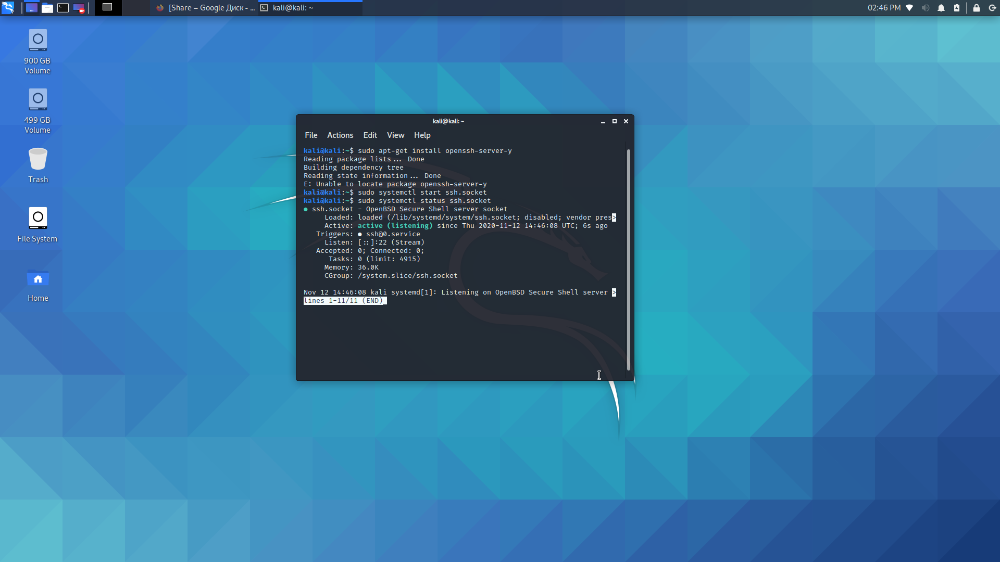 [Share – Google Диск - ...
kali@kali: ~
02:46 PM
900 GB
Volume
499 GB
Volume
Trash
File System
Home
kali@kali: ~
File Actions Edit View Help
kali@kali:~$ sudo apt-get install openssh-server-y
Reading package lists... Done
Building dependency tree
Reading state information... Done
E: Unable to locate package openssh-server-y
kali@kali:~$ sudo systemctl start ssh.socket
kali@kali:~$ sudo systemctl status ssh.socket
● ssh.socket - OpenBSD Secure Shell server socket
     Loaded: loaded (/lib/systemd/system/ssh.socket; disabled; vendor pres>
     Active: active (listening) since Thu 2020-11-12 14:46:08 UTC; 6s ago
   Triggers: ● ssh@0.service
     Listen: [::]:22 (Stream)
   Accepted: 0; Connected: 0;
      Tasks: 0 (limit: 4915)
     Memory: 36.0K
     CGroup: /system.slice/ssh.socket
Nov 12 14:46:08 kali systemd[1]: Listening on OpenBSD Secure Shell server >
lines 1-11/11 (END)